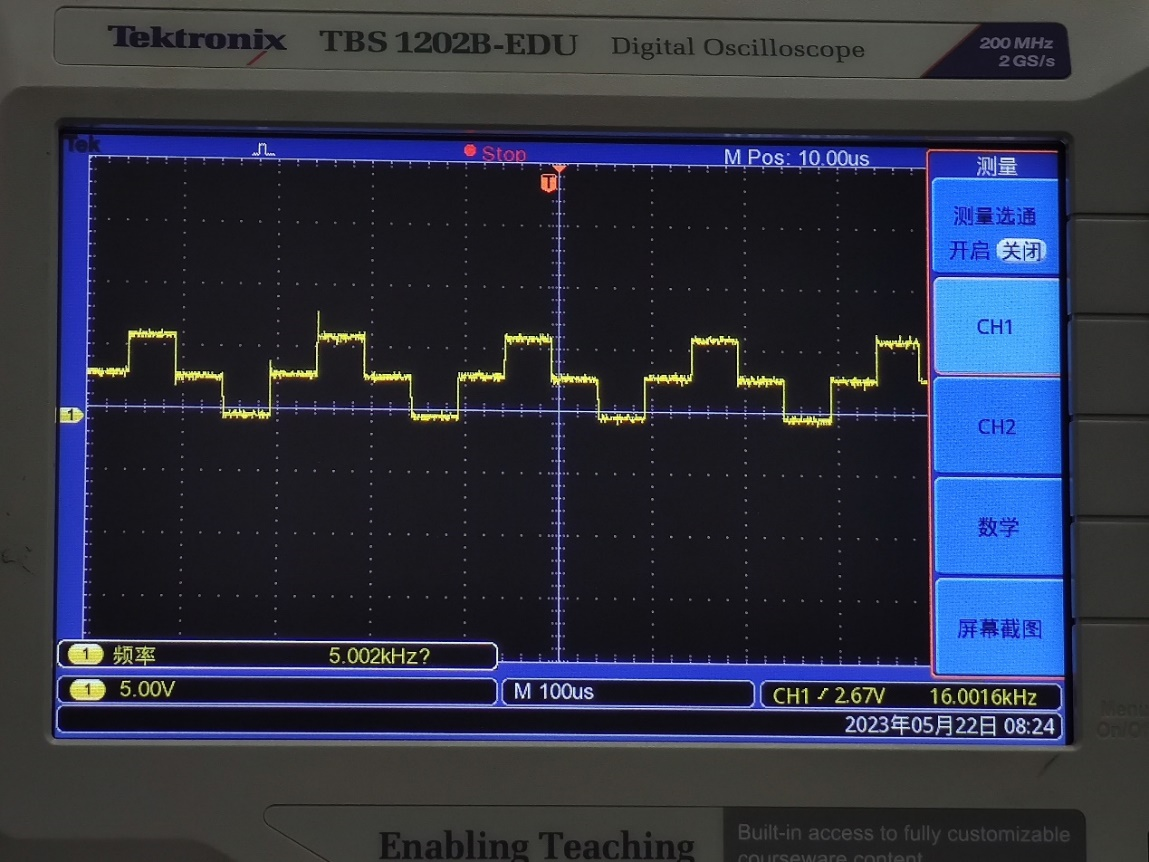 Tektronix TBS 1202B-EDU Digital Oscilloscope
200 MHz
2 GS/s
Tek
Stop
M Pos: 10.00us
T
测量
测量选通
开启 关闭
CH1
CH2
数学
屏幕截图
1
1 频率 5.002kHz?
1 5.00V
M 100us
CH1 2.67V 16.0016kHz
2023年05月22日 08:24
Enabling Teaching
Built-in access to fully customizable
courseware content